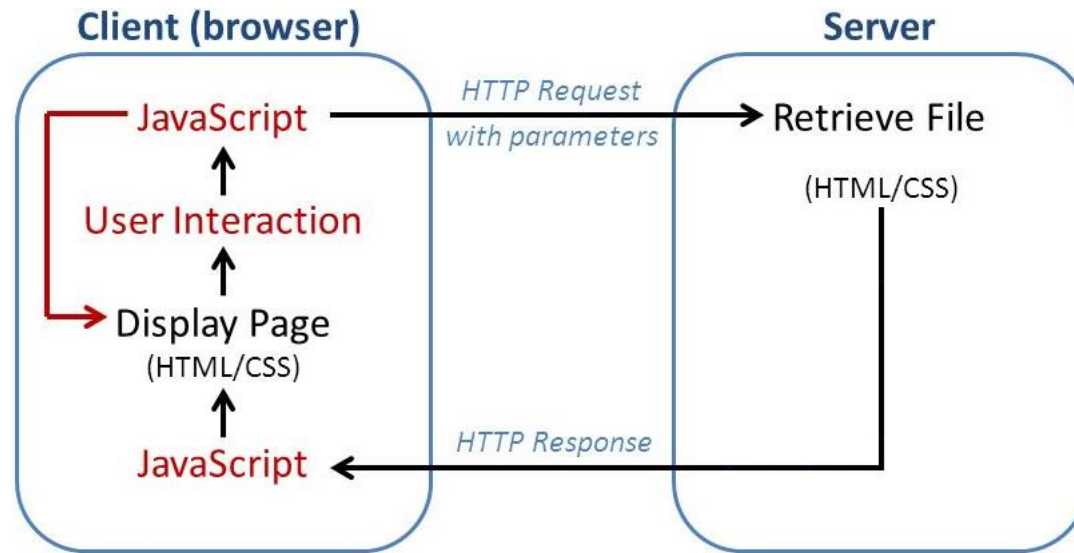 Client (browser)
Server
JavaScript
HTTP Request
with parameters
Retrieve File
(HTML/CSS)
User Interaction
Display Page
(HTML/CSS)
HTTP Response
JavaScript